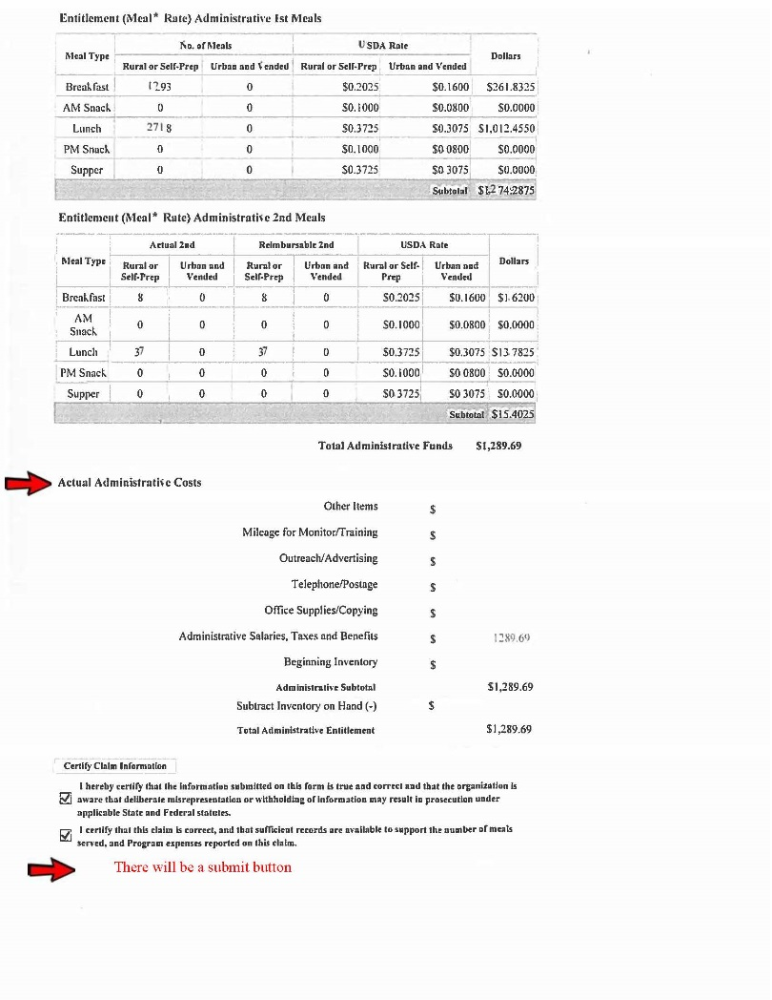 Entitlement (Meal* Rate) Administrative 1st Meals
Meal Type No. of Meals USDA Rate Dollars
Rural or Self-Prep Urban and Vended Rural or Self-Prep Urban and Vended
Breakfast 1293 0 $0.2025 $0.1600 $261.8325
AM Snack 0 0 $0.1000 $0.0800 $0.0000
Lunch 2718 0 $0.3725 $0.3075 $1,012.4550
PM Snack 0 0 $0.1000 $0.0800 $0.0000
Supper 0 0 $0.3725 $0.3075 $0.0000
Subtotal $1,274.2875
Entitlement (Meal* Rate) Administrative 2nd Meals
Meal Type Actual 2nd Reimbursable 2nd USDA Rate Dollars
Rural or Self-Prep Urban and Vended Rural or Self-Prep Urban and Vended Rural or Self-Prep Urban and Vended
Breakfast 8 0 8 0 $0.2025 $0.1600 $1.6200
AM Snack 0 0 0 0 $0.1000 $0.0800 $0.0000
Lunch 37 0 37 0 $0.3725 $0.3075 $13.7825
PM Snack 0 0 0 0 $0.1000 $0.0800 $0.0000
Supper 0 0 0 0 $0.3725 $0.3075 $0.0000
Subtotal $15.4025
Total Administrative Funds $1,289.69
Actual Administrative Costs
Other Items $
Mileage for Monitor/Training $
Outreach/Advertising $
Telephone/Postage $
Office Supplies/Copying $
Administrative Salaries, Taxes and Benefits $ 1289.69
Beginning Inventory $
Administrative Subtotal $1,289.69
Subtract Inventory on Hand (-) $
Total Administrative Entitlement $1,289.69
Certify Claim Information
I hereby certify that the information submitted on this form is true and correct and that the organization is
aware that deliberate misrepresentation or withholding of information may result in prosecution under
applicable State and Federal statutes.
I certify that this claim is correct, and that sufficient records are available to support the number of meals
served, and Program expenses reported on this claim.
There will be a submit button